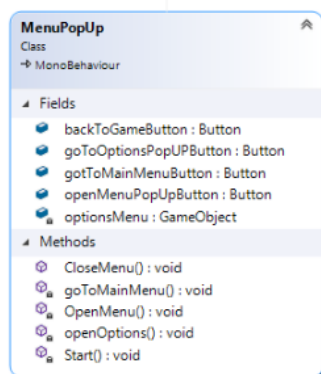 MenuPopUp
Class
MonoBehaviour
Fields
backToGameButton : Button
goToOptionsPopUPButton : Button
gotToMainMenuButton : Button
openMenuPopUpButton : Button
optionsMenu : GameObject
Methods
CloseMenu() : void
goToMainMenu() : void
OpenMenu() : void
openOptions() : void
Start() : void